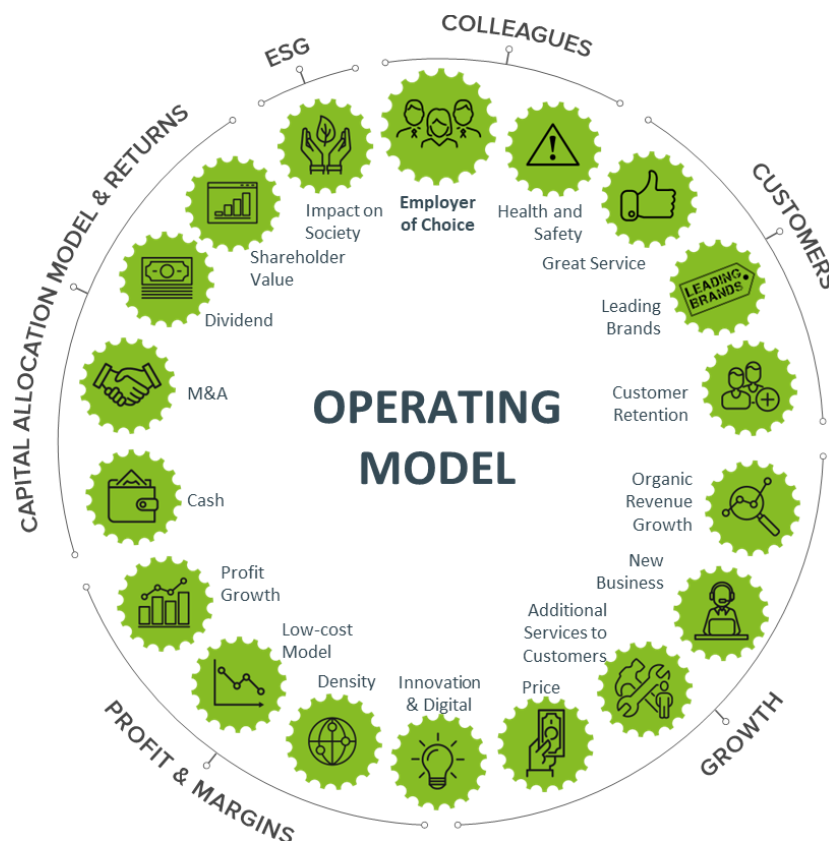 COLLEAGUES
ESG
CAPITAL ALLOCATION MODEL & RETURNS
CUSTOMERS
Employer
of Choice
Health and
Safety
Great Service
LEADING
BRANDS
Leading
Brands
Customer
Retention
Organic
Revenue
Growth
New
Business
Additional
Services to
Customers
Price
Innovation
& Digital
Density
Low-cost
Model
Profit
Growth
Cash
M&A
Dividend
Shareholder
Value
Impact on
Society
OPERATING
MODEL
GROWTH
PROFIT & MARGINS